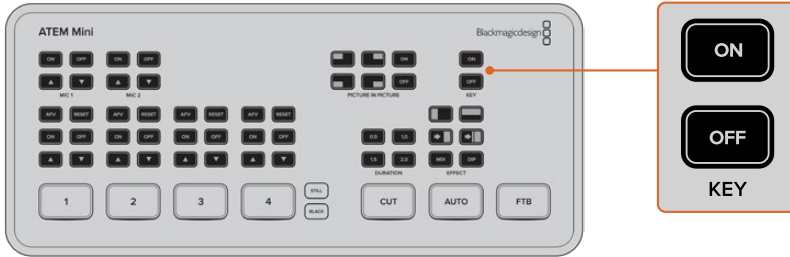 ATEM Mini
Blackmagicdesign
ON OFF ON OFF
MIC 1 MIC 2
ON
OFF
PICTURE IN PICTURE
ON
OFF
KEY
AFV RESET AFV RESET AFV RESET AFV RESET
ON OFF ON OFF ON OFF ON OFF
0.5 1.0
1.5 2.0
DURATION
MIX DIP
EFFECT
1 2 3 4
STILL
BLACK
CUT AUTO FTB
ON
OFF
KEY